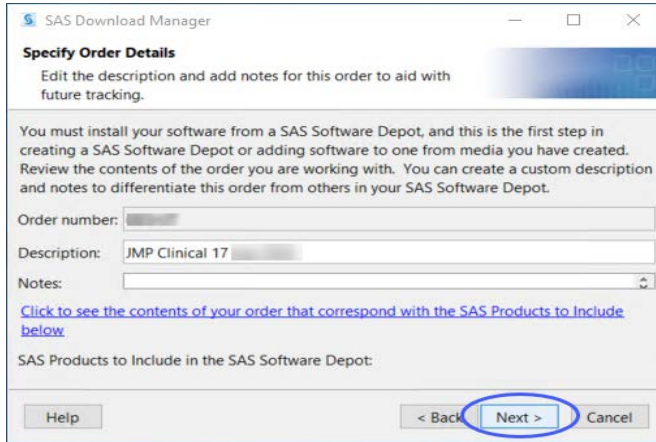 SAS Download Manager
Specify Order Details
Edit the description and add notes for this order to aid with
future tracking.
You must install your software from a SAS Software Depot, and this is the first step in
creating a SAS Software Depot or adding software to one from media you have created.
Review the contents of the order you are working with. You can create a custom description
and notes to differentiate this order from others in your SAS Software Depot.
Order number:
Description: JMP Clinical 17
Notes:
Click to see the contents of your order that correspond with the SAS Products to Include
below
SAS Products to Include in the SAS Software Depot:
Help < Back Next > Cancel